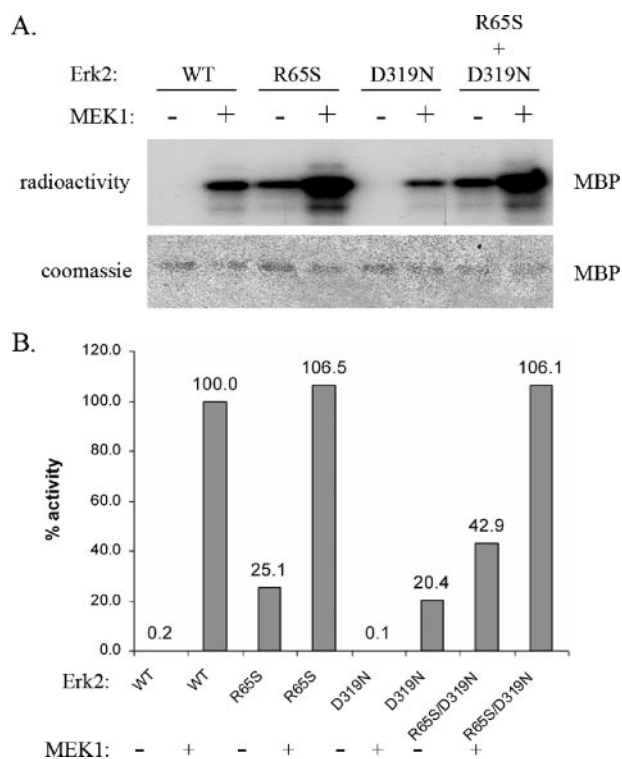 A.
R65S
+
Erk2: WT R65S D319N D319N
MEK1: - + - + - + - +
radioactivity MBP
coomassie MBP
B.
120.0
100.0
80.0
60.0
40.0
20.0
0.0
% activity
0.2 100.0 25.1 106.5 0.1 20.4 42.9 106.1
Erk2: WT WT R65S R65S D319N D319N R65S/D319N R65S/D319N
MEK1: - + - + - + - +